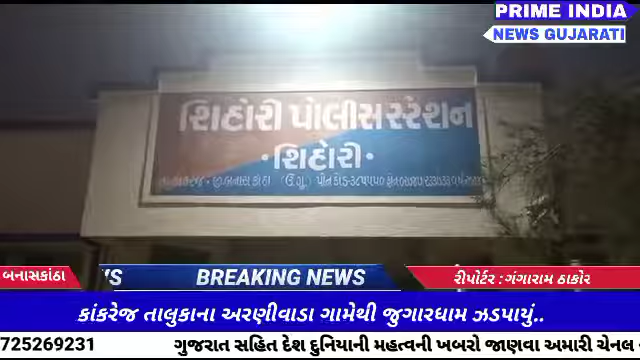 PRIME INDIA
NEWS GUJARATI
શિહોરી પોલીસ સ્ટેશન
·શિહોરી·
બનાસકાંઠા
BREAKING NEWS
રીપોર્ટર : ગંગારામ ઠાકોર
કાંકરેજ તાલુકાના અરણીવાડા ગામેથી જુગારધામ ઝડપાયું..
725269231 ગુજરાત સહિત દેશ દુનિયાની મહત્વની ખબરો જાણવા અમારી ચેનલ